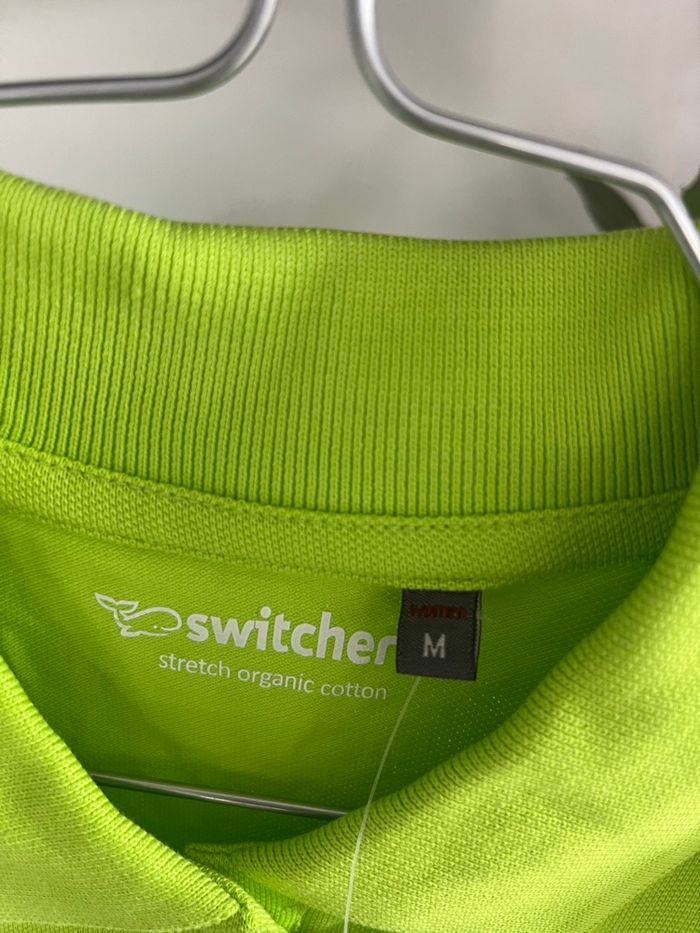 switcher
stretch organic cotton
M